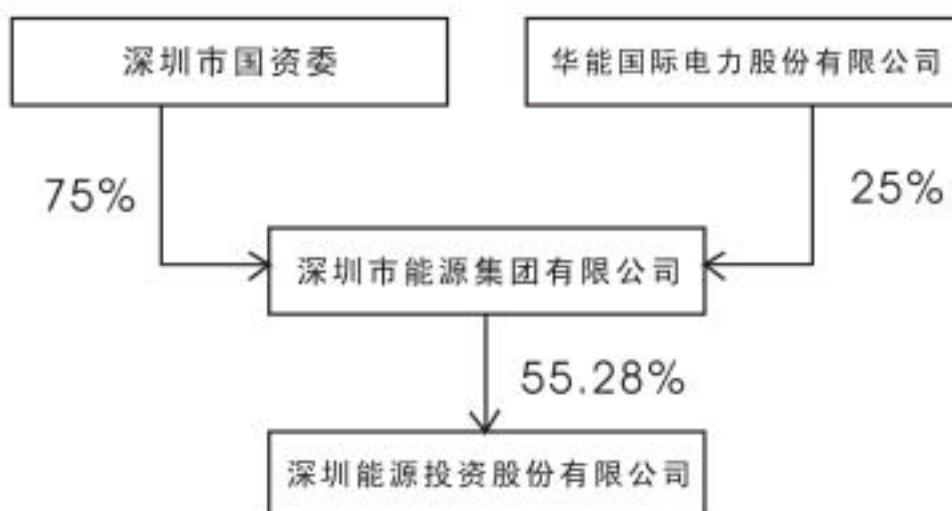 深圳市国资委
华能国际电力股份有限公司
75%
25%
深圳市能源集团有限公司
55.28%
深圳能源投资股份有限公司